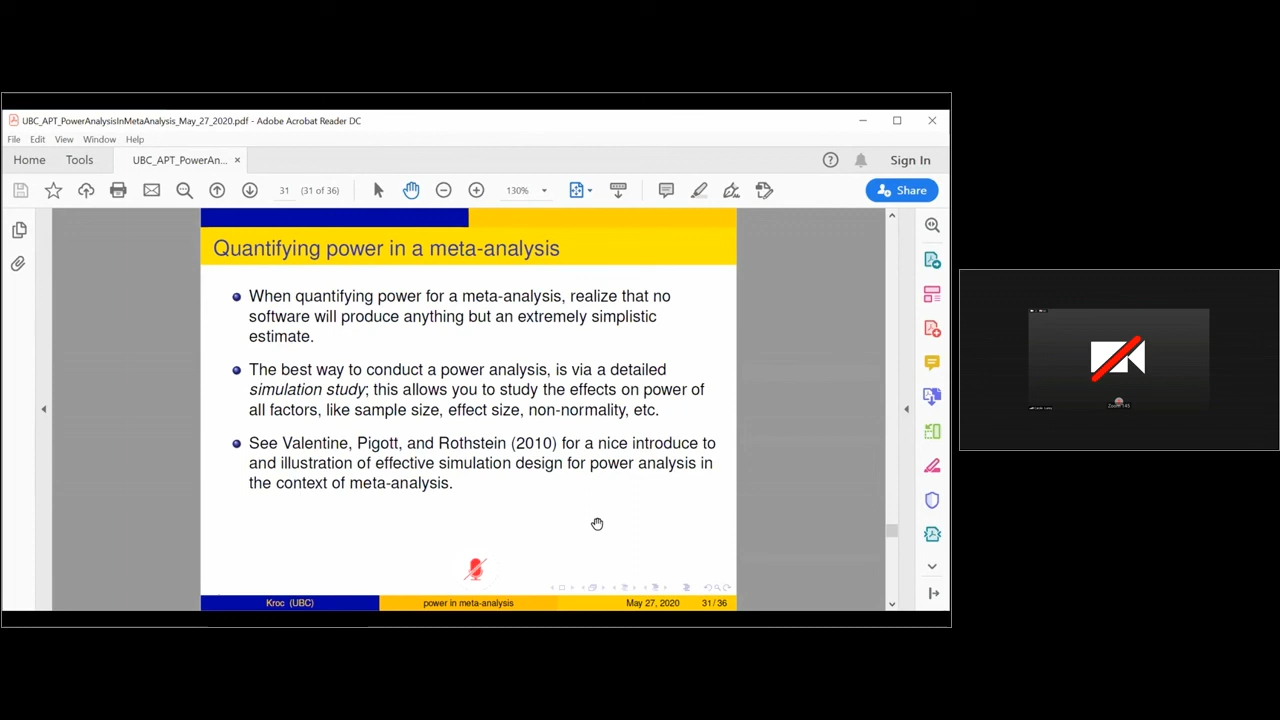 UBC_APT_PowerAnalysisInMetaAnalysis_May_27_2020.pdf - Adobe Acrobat Reader DC
File Edit View Window Help
Home Tools UBC_APT_PowerAn... × Sign In
31 (31 of 36) 130% Share
Quantifying power in a meta-analysis
When quantifying power for a meta-analysis, realize that no
software will produce anything but an extremely simplistic
estimate.
The best way to conduct a power analysis, is via a detailed
simulation study; this allows you to study the effects on power of
all factors, like sample size, effect size, non-normality, etc.
See Valentine, Pigott, and Rothstein (2010) for a nice introduce to
and illustration of effective simulation design for power analysis in
the context of meta-analysis.
Kroc (UBC) power in meta-analysis May 27, 2020 31/36